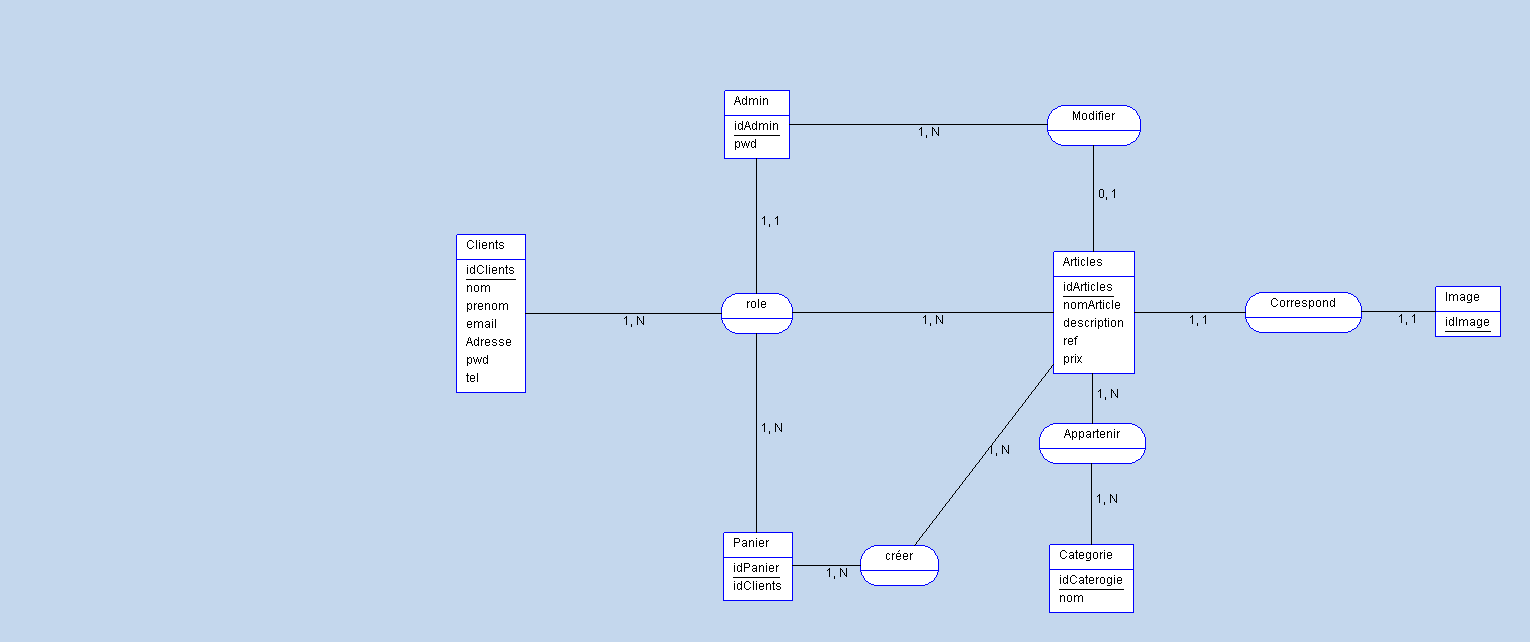 Admin
idAdmin
pwd
1, N
Modifier
1, 1
0, 1
Clients
idClients
nom
prenom
email
Adresse
pwd
tel
1, N
role
1, N
Articles
idArticles
nomArticle
description
ref
prix
1, 1
Correspond
1, 1
Image
idImage
1, N
1, N
1, N
Appartenir
1, N
Panier
idPanier
idClients
1, N
créer
Categorie
idCaterogie
nom